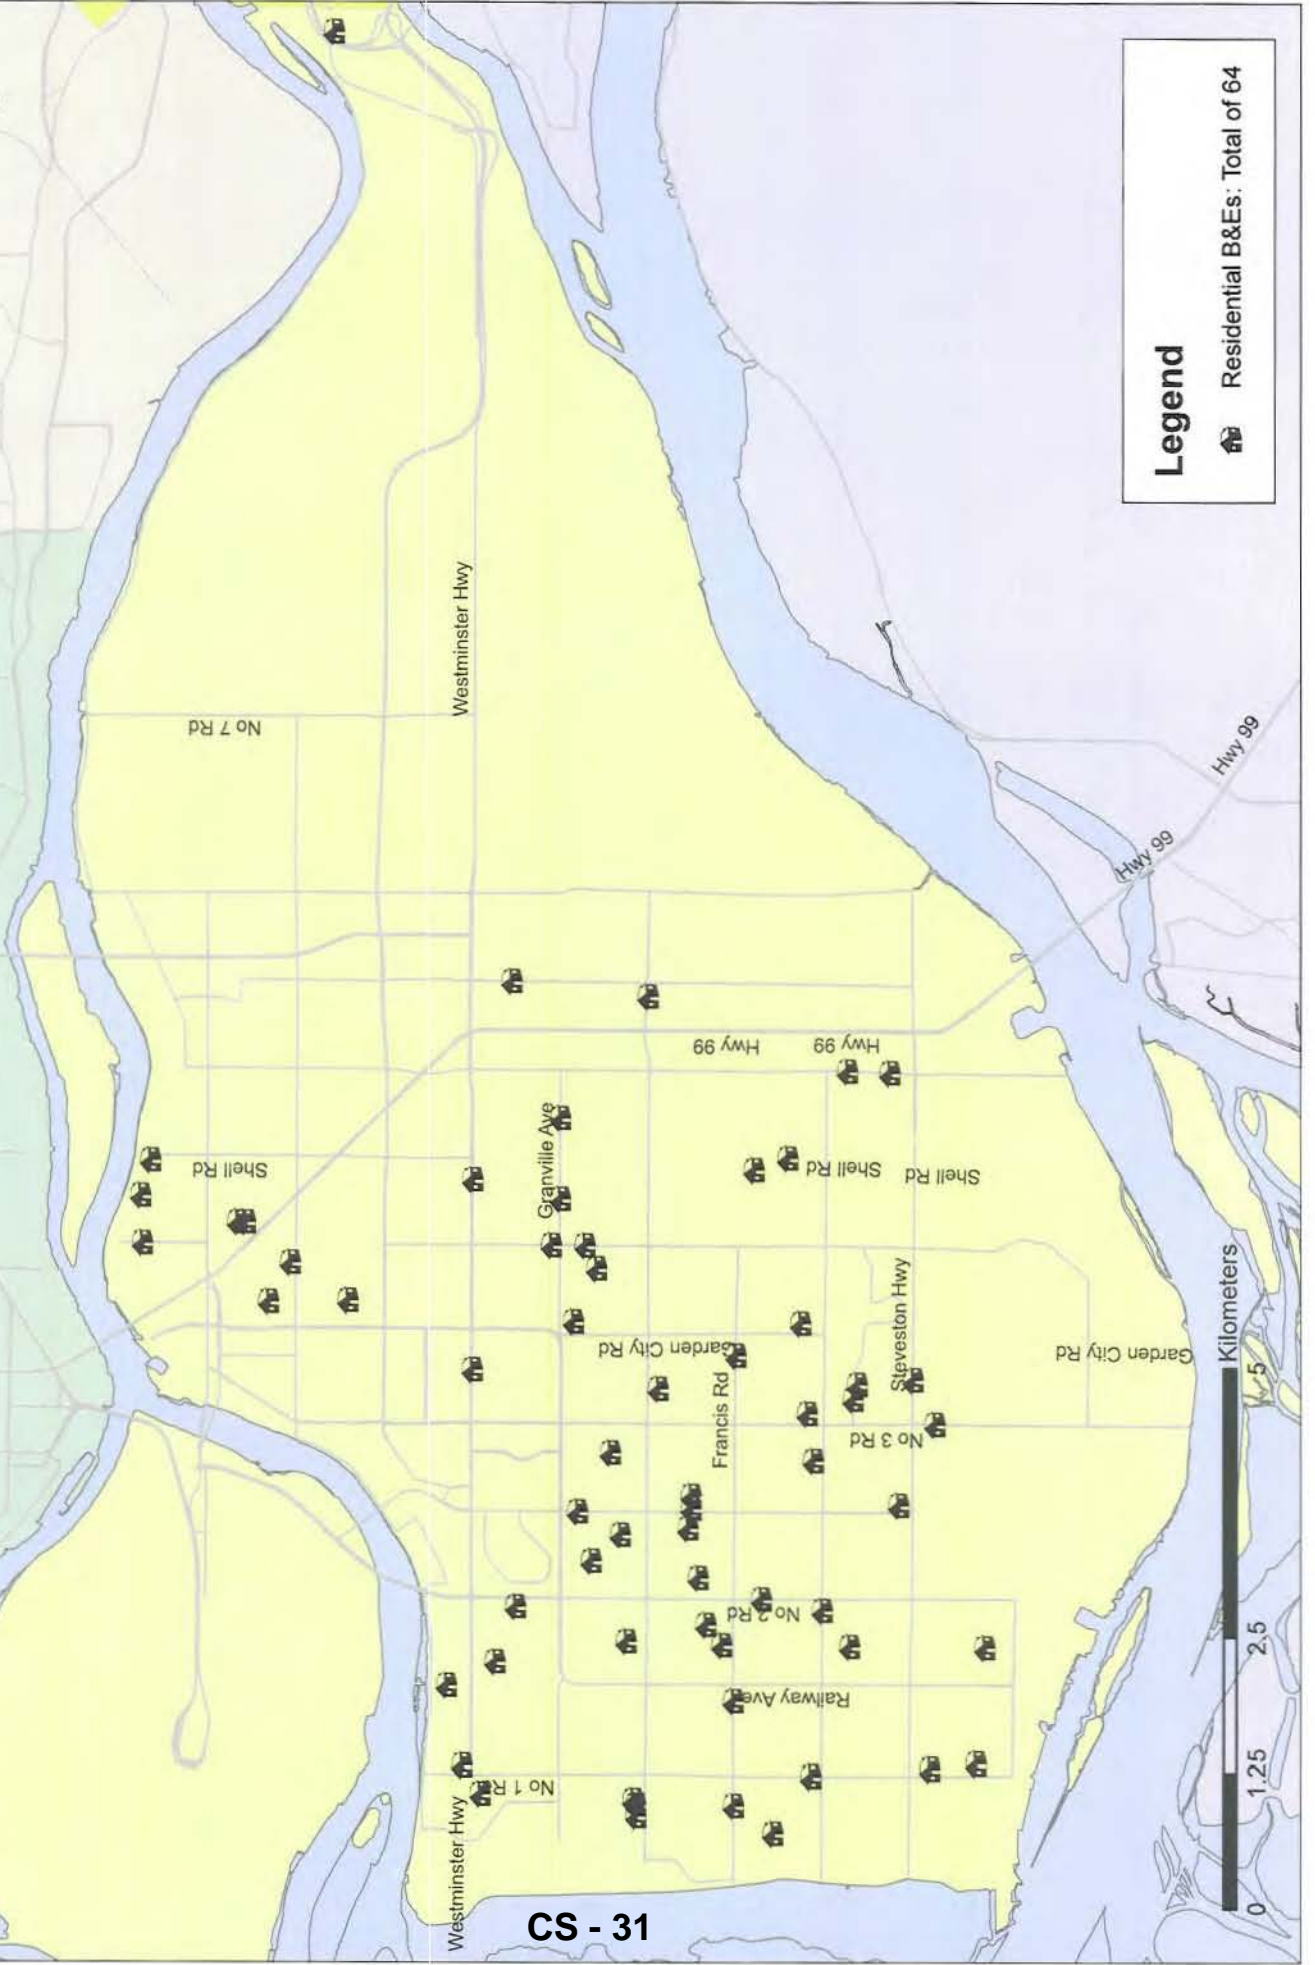 Legend
Residential B&Es: Total of 64
No 7 Rd
Westminster Hwy
Hwy 99
Hwy 99
Hwy 99
Hwy 99
Shell Rd
Granville Ave
Shell Rd
Shell Rd
Garden City Rd
Francis Rd
Steveston Hwy
Garden City Rd
No 3 Rd
No 2 Rd
Railway Ave
No 1 Rd
Westminster Hwy
0 1.25 2.5 5
Kilometers
CS - 31